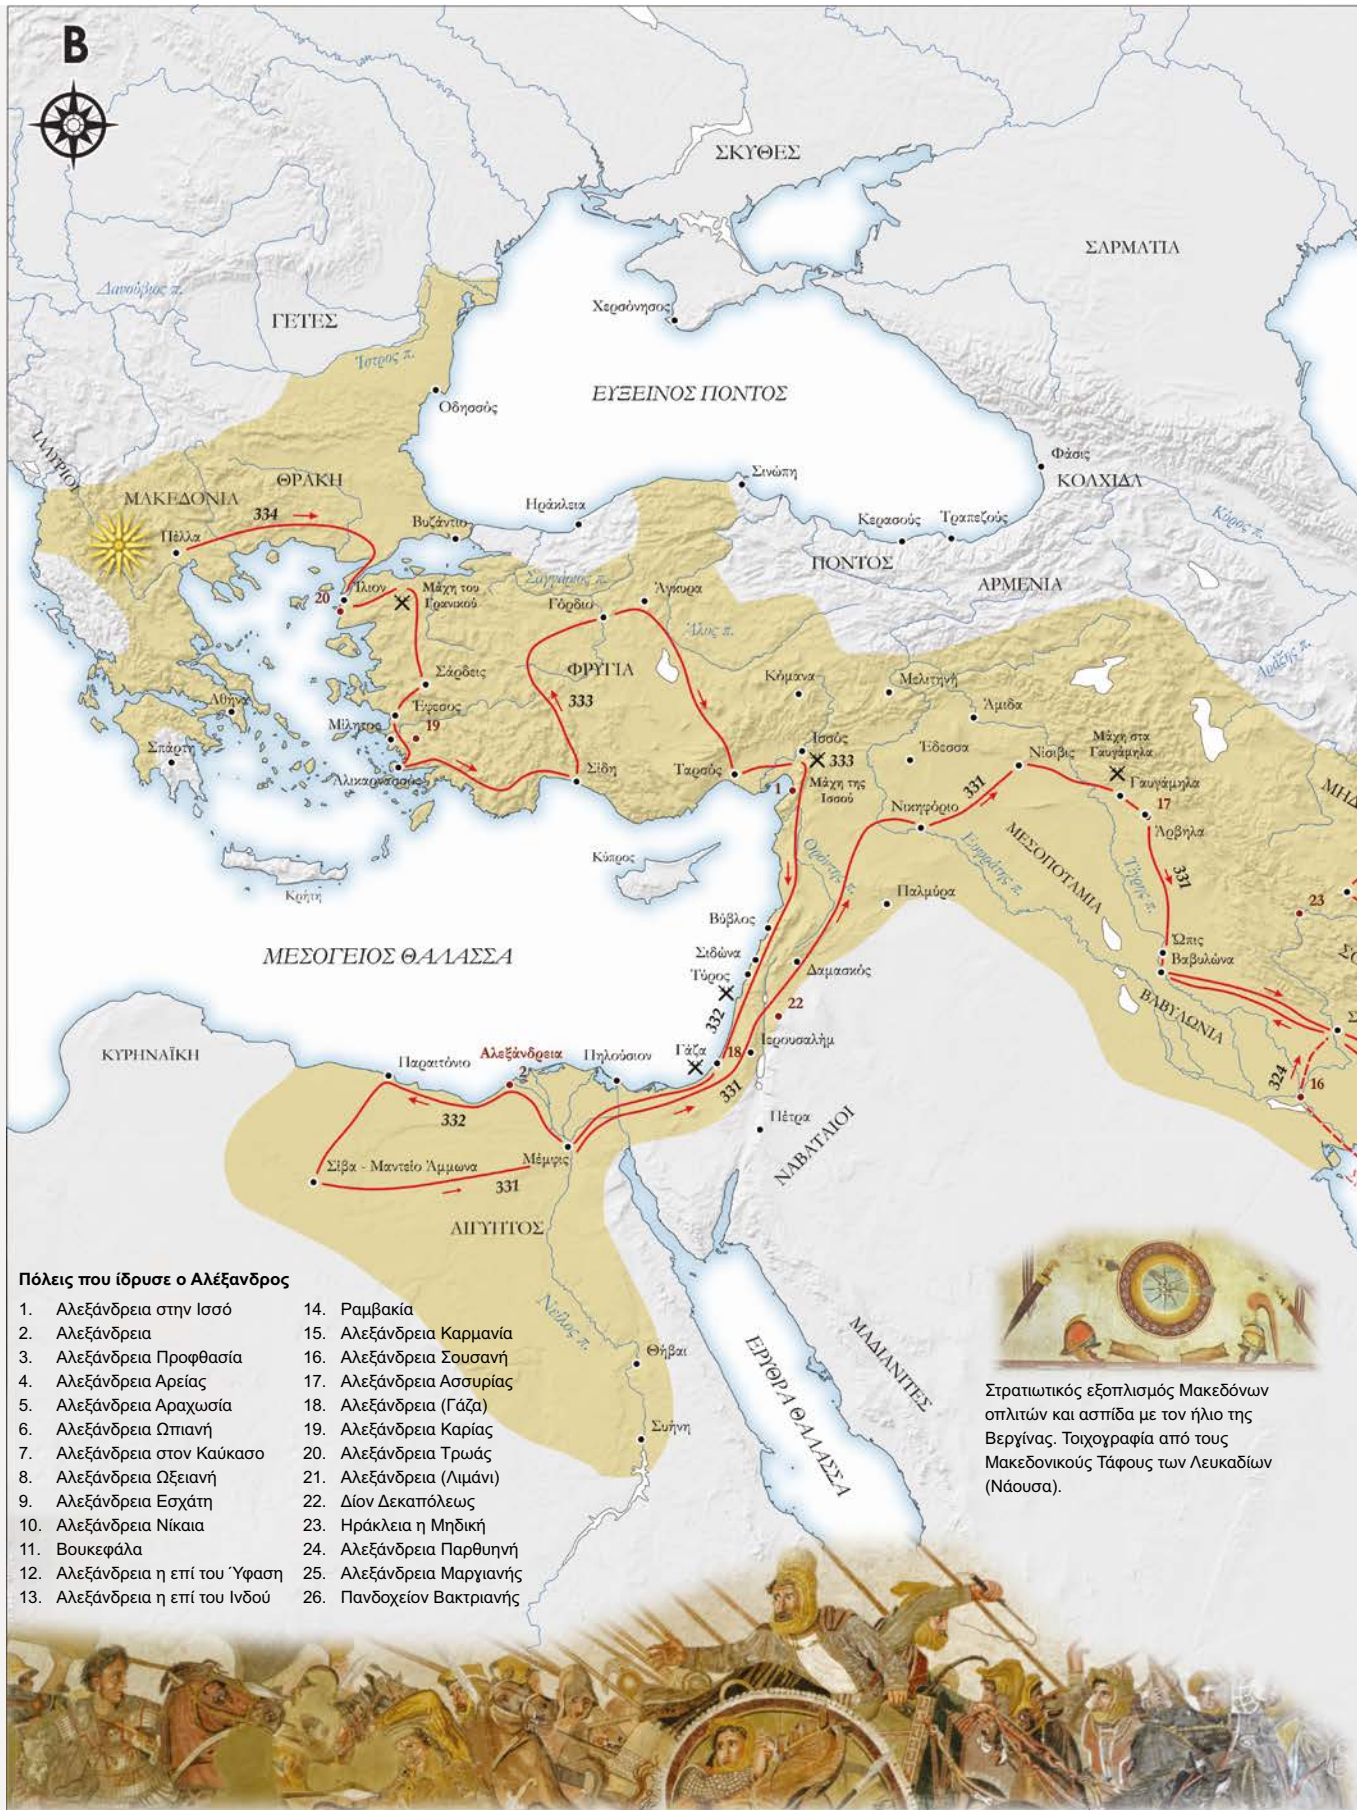 Β
ΣΚΥΘΕΣ
ΣΑΡΜΑΤΙΑ
Δανούβιος π.
ΓΕΤΕΣ
Χερσόνησος
Ἴστρος π.
Οδησσός
ΕΥΞΕΙΝΟΣ ΠΟΝΤΟΣ
ΙΛΛΥΡΙΟΙ
Φάσις
ΚΟΛΧΙΔΑ
Σινώπη
ΘΡΑΚΗ
ΜΑΚΕΔΟΝΙΑ
334
Ηράκλεια
Βυζάντιο
Κερασούς
Τραπεζούς
Κύρος π.
Πέλλα
ΠΟΝΤΟΣ
ΑΡΜΕΝΙΑ
Σαγγάριος π.
Ίλιον
20
Μάχη του
Γρανικού
Γόρδιο
Άγκυρα
Άλυς π.
Αράξης π.
ΦΡΥΓΙΑ
Σάρδεις
333
Κόμανα
Μελιτηνή
Άμιδα
Αθήνα
Έφεσος
19
Μίλητος
Σπάρτη
Αλικαρνασσός
Σίδη
Ταρσός
Ισσός
333
Μάχη της
Ισσού
1
Έδεσσα
Νίσιβις
Μάχη στα
Γαυγάμηλα
Γαυγάμηλα
17
Άρβηλα
331
Νικηφόριο
ΜΗΔ
Κύπρος
Κρήτη
Ορόντης π.
Ευφράτης π.
ΜΕΣΟΠΟΤΑΜΙΑ
Τίγρης π.
331
Παλμύρα
23
Βύβλος
ΜΕΣΟΓΕΙΟΣ ΘΑΛΑΣΣΑ
Σιδώνα
Τύρος
332
Δαμασκός
22
Ώπις
Βαβυλώνα
ΒΑΒΥΛΩΝΙΑ
ΚΥΡΗΝΑΪΚΗ
Παραιτόνιο
Αλεξάνδρεια
2
Πηλούσιον
Γάζα
18
Ιερουσαλήμ
331
324
16
332
Πέτρα
ΝΑΒΑΤΑΙΟΙ
Μέμφις
Σίβα - Μαντείο Άμμωνα
331
ΑΙΓΥΠΤΟΣ
Νείλος π.
Θήβαι
Συήνη
ΕΡΥΘΡΑ ΘΑΛΑΣΣΑ
ΜΑΔΙΑΝΙΤΕΣ
Πόλεις που ίδρυσε ο Αλέξανδρος
1. Αλεξάνδρεια στην Ισσό
2. Αλεξάνδρεια
3. Αλεξάνδρεια Προφθασία
4. Αλεξάνδρεια Αρείας
5. Αλεξάνδρεια Αραχωσία
6. Αλεξάνδρεια Ωπιανή
7. Αλεξάνδρεια στον Καύκασο
8. Αλεξάνδρεια Ωξειανή
9. Αλεξάνδρεια Εσχάτη
10. Αλεξάνδρεια Νίκαια
11. Βουκεφάλα
12. Αλεξάνδρεια η επί του Ύφαση
13. Αλεξάνδρεια η επί του Ινδού
14. Ραμβακία
15. Αλεξάνδρεια Καρμανία
16. Αλεξάνδρεια Σουσανή
17. Αλεξάνδρεια Ασσυρίας
18. Αλεξάνδρεια (Γάζα)
19. Αλεξάνδρεια Καρίας
20. Αλεξάνδρεια Τρωάς
21. Αλεξάνδρεια (Λιμάνι)
22. Δίον Δεκαπόλεως
23. Ηράκλεια η Μηδική
24. Αλεξάνδρεια Παρθυηνή
25. Αλεξάνδρεια Μαργιανής
26. Πανδοχείον Βακτριανής
Στρατιωτικός εξοπλισμός Μακεδόνων
οπλιτών και ασπίδα με τον ήλιο της
Βεργίνας. Τοιχογραφία από τους
Μακεδονικούς Τάφους των Λευκαδίων
(Νάουσα).